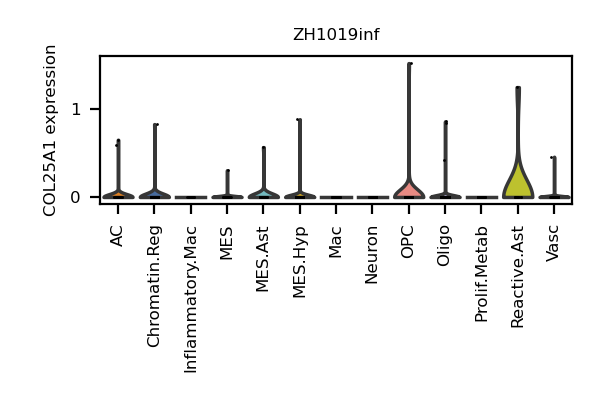 ZH1019inf
COL25A1 expression
1
0
AC
Chromatin.Reg
Inflammatory.Mac
MES
MES.Ast
MES.Hyp
Mac
Neuron
OPC
Oligo
Prolif.Metab
Reactive.Ast
Vasc